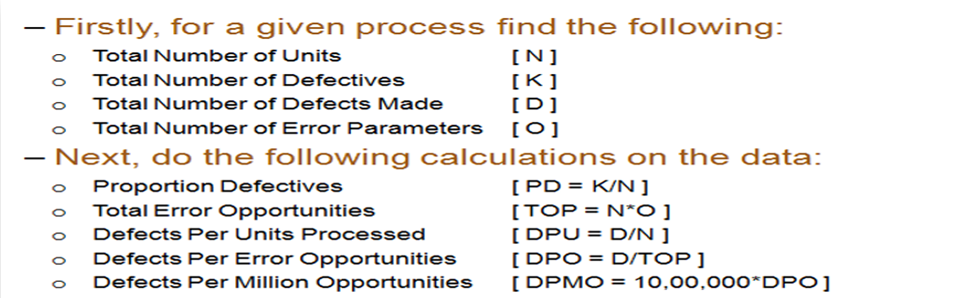 – Firstly, for a given process find the following:
o Total Number of Units [ N ]
o Total Number of Defectives [ K ]
o Total Number of Defects Made [ D ]
o Total Number of Error Parameters [ O ]
– Next, do the following calculations on the data:
o Proportion Defectives [ PD = K/N ]
o Total Error Opportunities [ TOP = N*O ]
o Defects Per Units Processed [ DPU = D/N ]
o Defects Per Error Opportunities [ DPO = D/TOP ]
o Defects Per Million Opportunities [ DPMO = 10,00,000*DPO ]